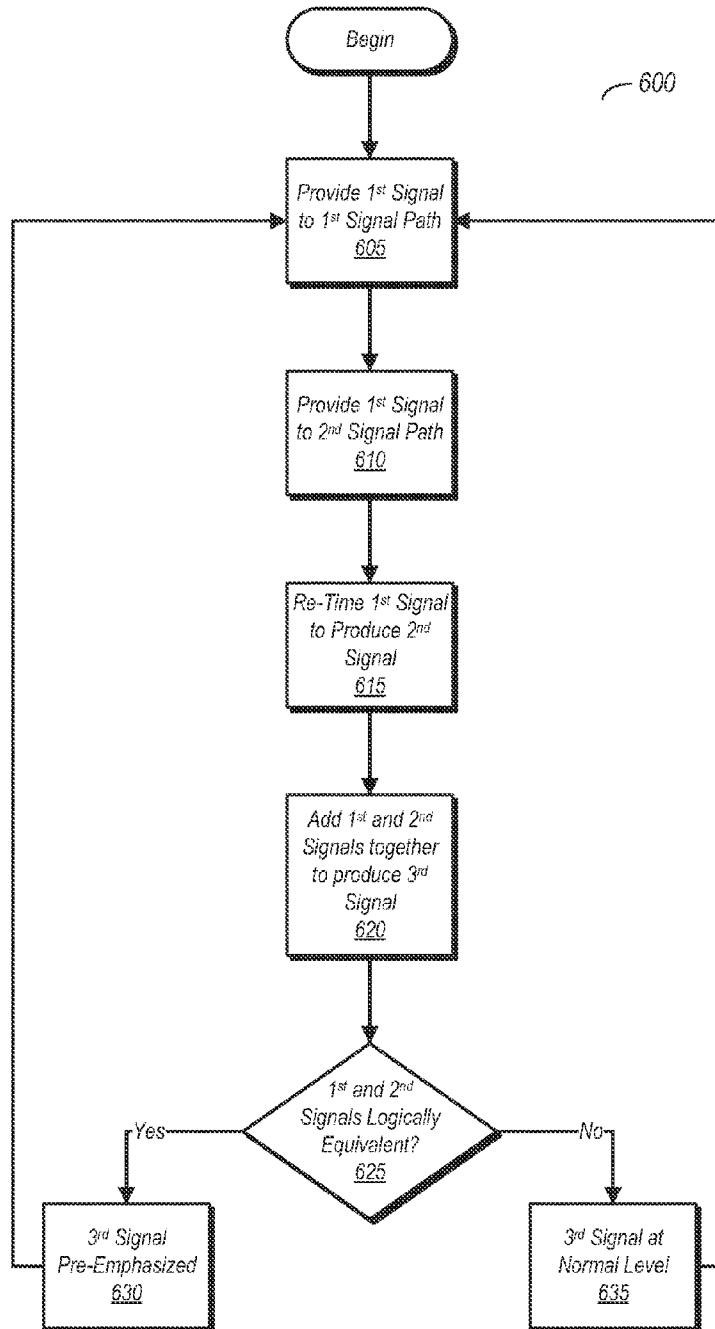 Begin
600
Provide 1st Signal
to 1st Signal Path
605
Provide 1st Signal
to 2nd Signal Path
610
Re-Time 1st Signal
to Produce 2nd
Signal
615
Add 1st and 2nd
Signals together
to produce 3rd
Signal
620
1st and 2nd
Signals Logically
Equivalent?
625
Yes
No
3rd Signal
Pre-Emphasized
630
3rd Signal at
Normal Level
635